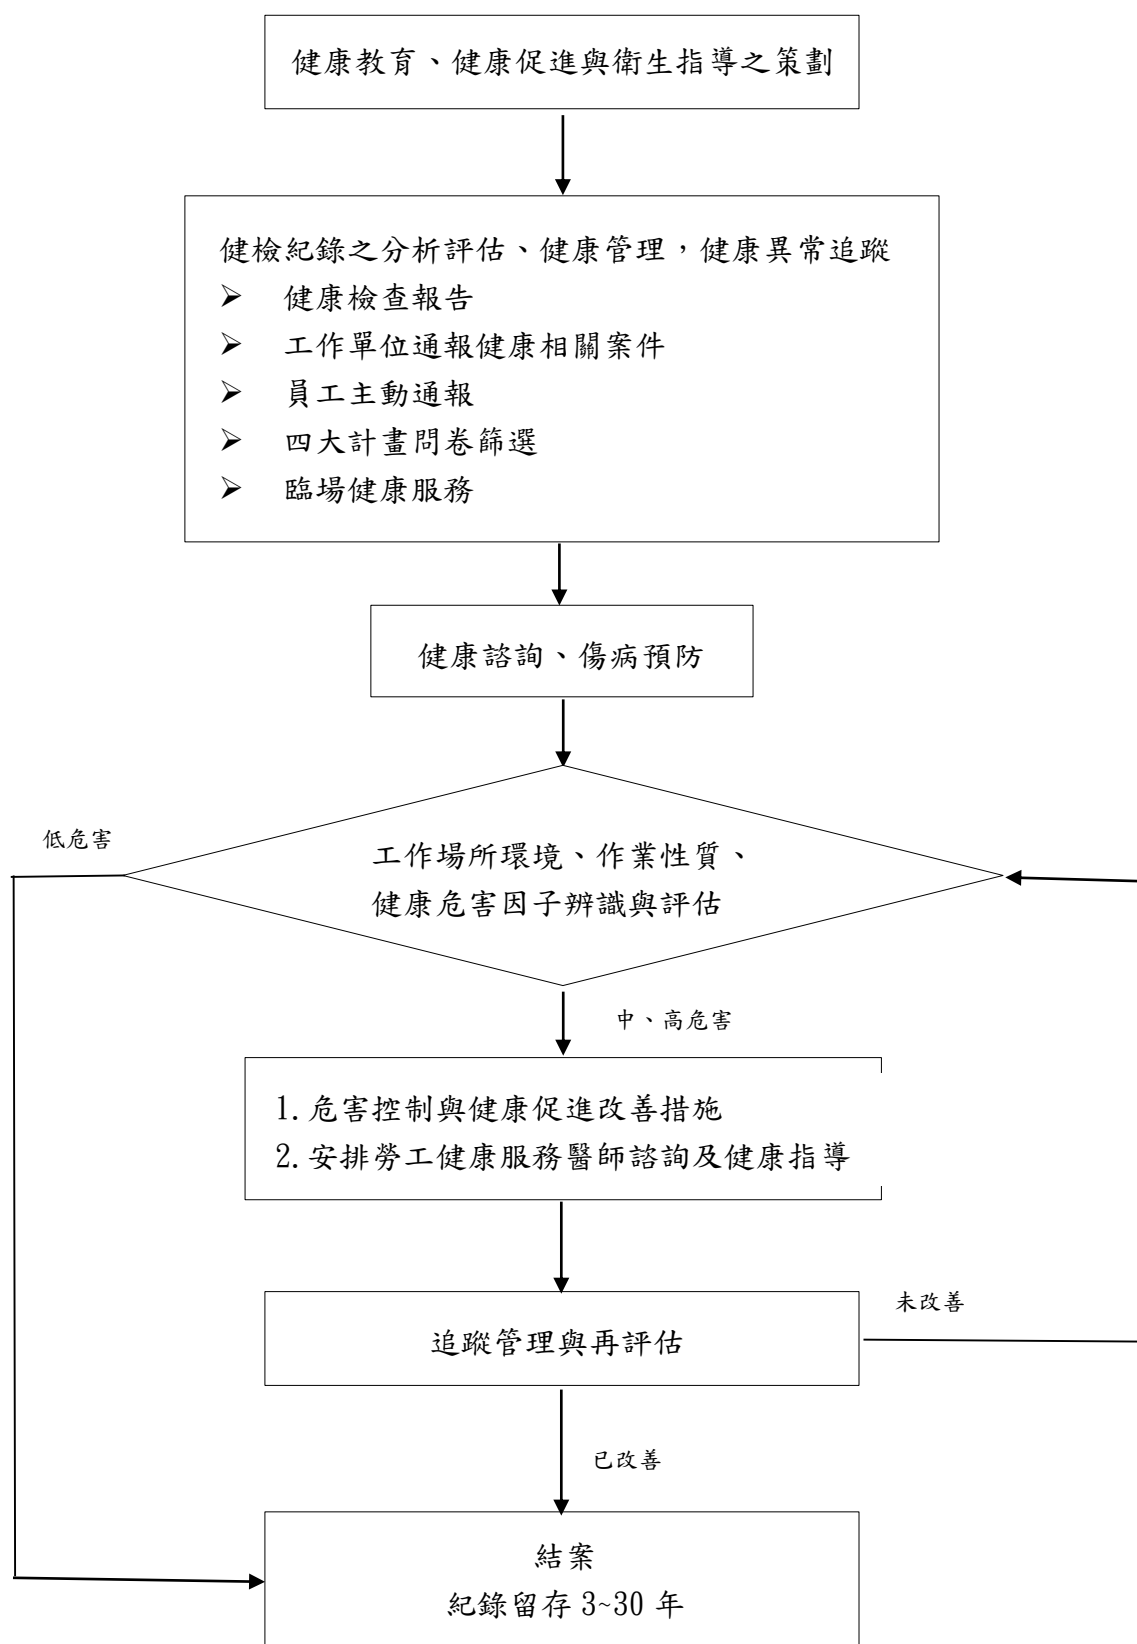 健康教育、健康促進與衛生指導之策劃
健檢紀錄之分析評估、健康管理，健康異常追蹤
➢ 健康檢查報告
➢ 工作單位通報健康相關案件
➢ 員工主動通報
➢ 四大計畫問卷篩選
➢ 臨場健康服務
健康諮詢、傷病預防
低危害
工作場所環境、作業性質、
健康危害因子辨識與評估
中、高危害
1.危害控制與健康促進改善措施
2.安排勞工健康服務醫師諮詢及健康指導
未改善
追蹤管理與再評估
已改善
結案
紀錄留存 3~30 年